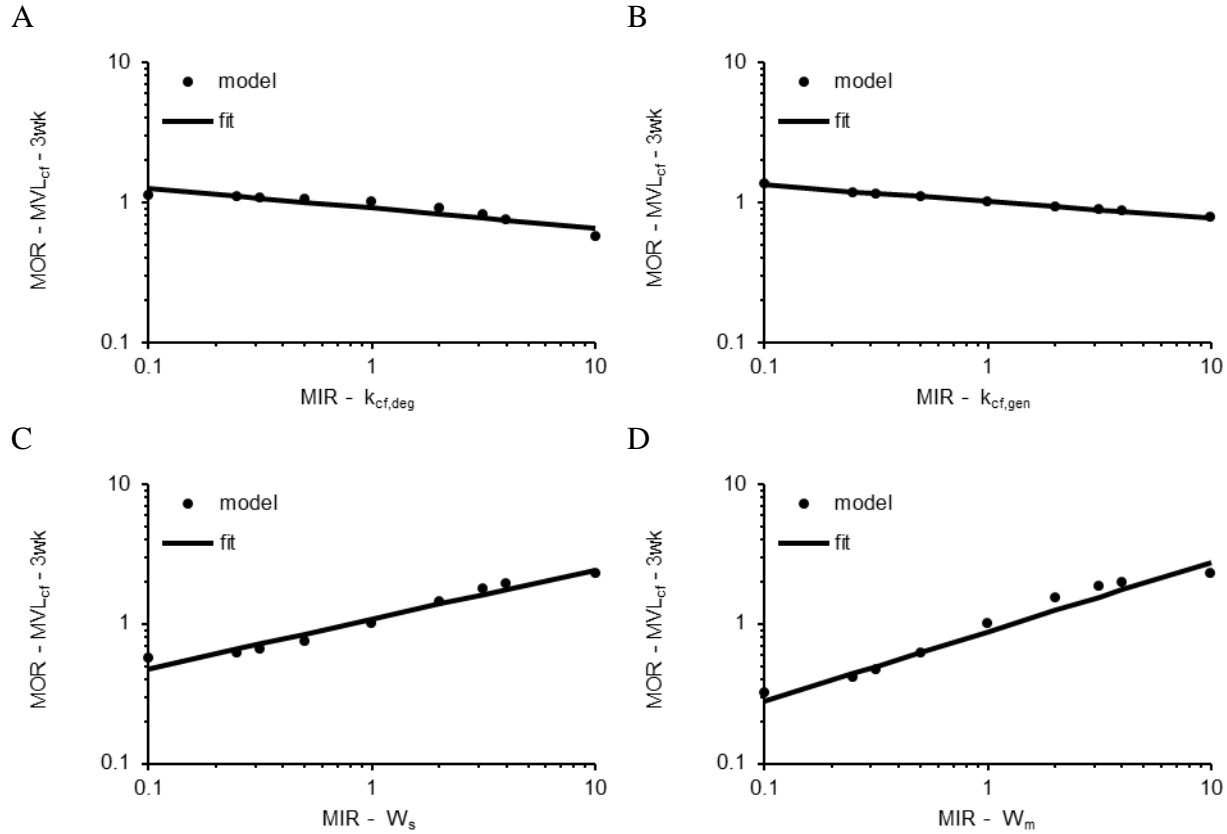 A
10
model
fit
MOR - MVLcf - 3wk
1
0.1
0.1
1
10
MIR - kcf,deg
B
10
model
fit
MOR - MVLcf - 3wk
1
0.1
0.1
1
10
MIR - kcf,gen
C
10
model
fit
MOR - MVLcf - 3wk
1
0.1
0.1
1
10
MIR - Ws
D
10
model
fit
MOR - MVLcf - 3wk
1
0.1
0.1
1
10
MIR - Wm